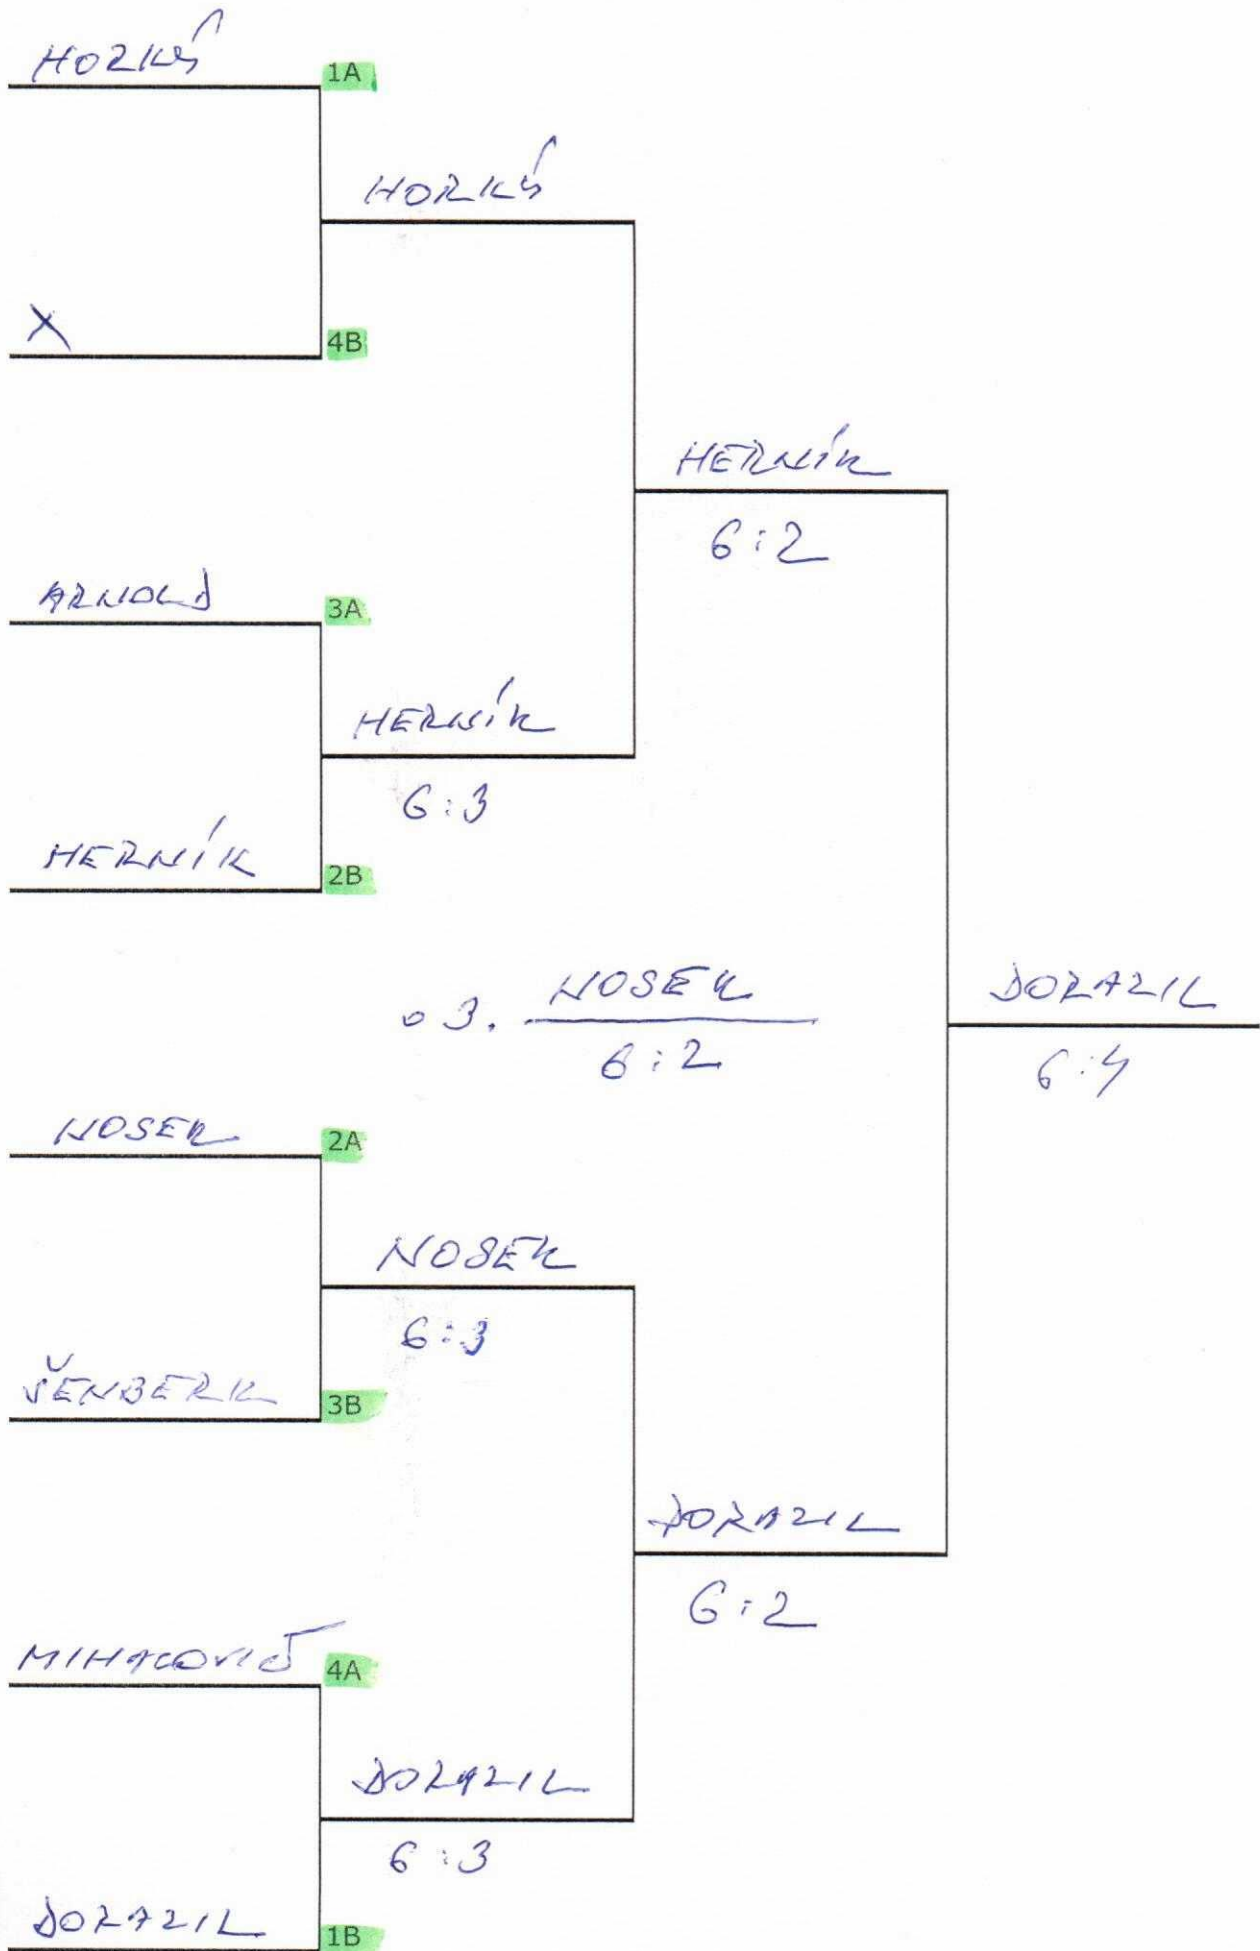 HORKÝ
1A
HORKÝ
X
4B
HERNÍK
6:2
ARNOLD
3A
HERNÍK
6:3
HERNÍK
2B
o 3. NOSEK
6:2
DORAZIL
6:4
NOSEK
2A
NOSEK
6:3
ŠENBERK
3B
DORAZIL
6:2
MIHALOVIČ
4A
DORAZIL
6:3
DORAZIL
1B